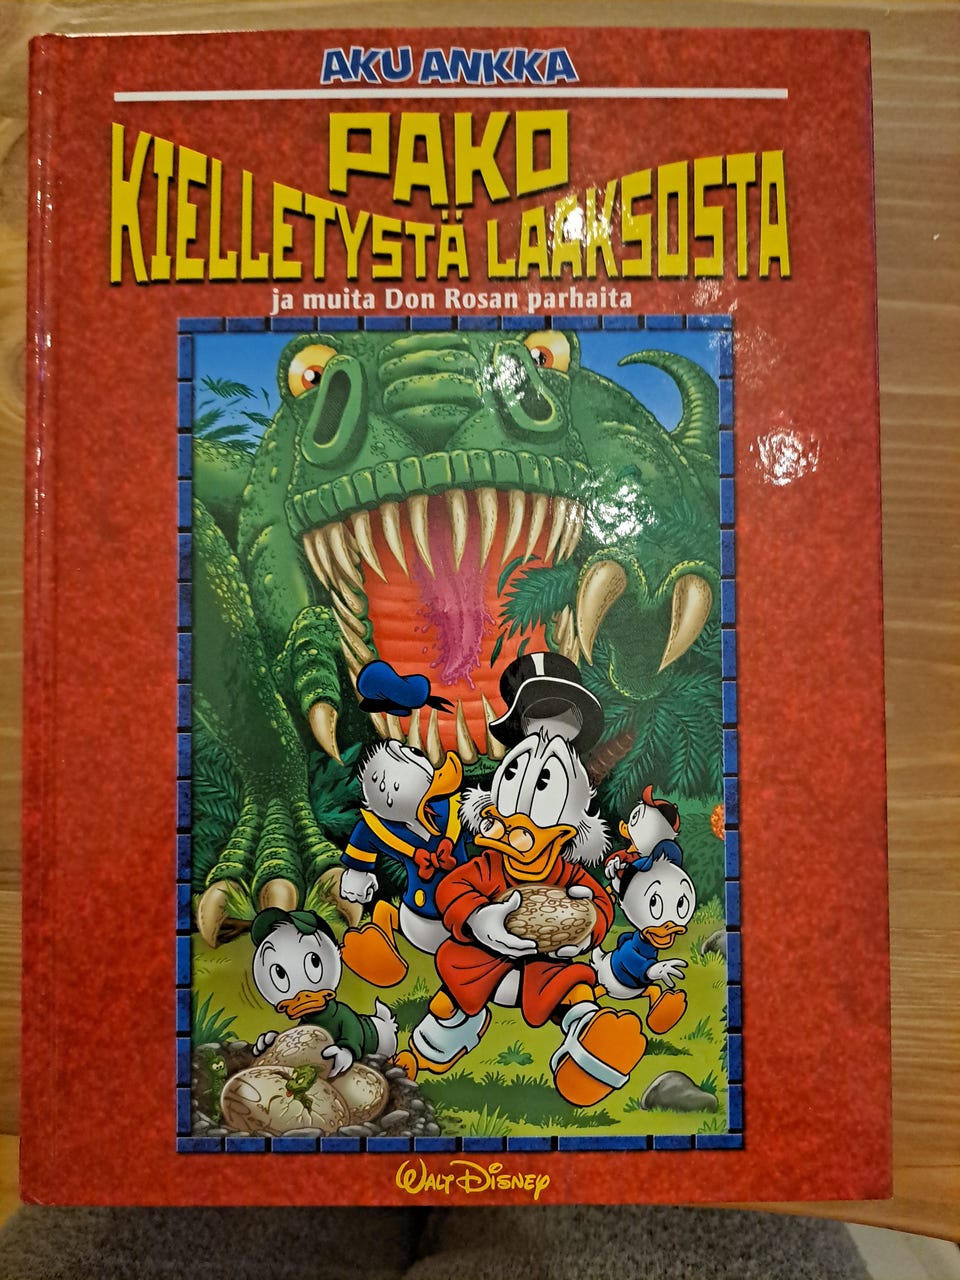 AKU ANKKA
PAKO
KIELLETYSTÄ LAAKSOSTA
ja muita Don Rosan parhaita
WALT DISNEY